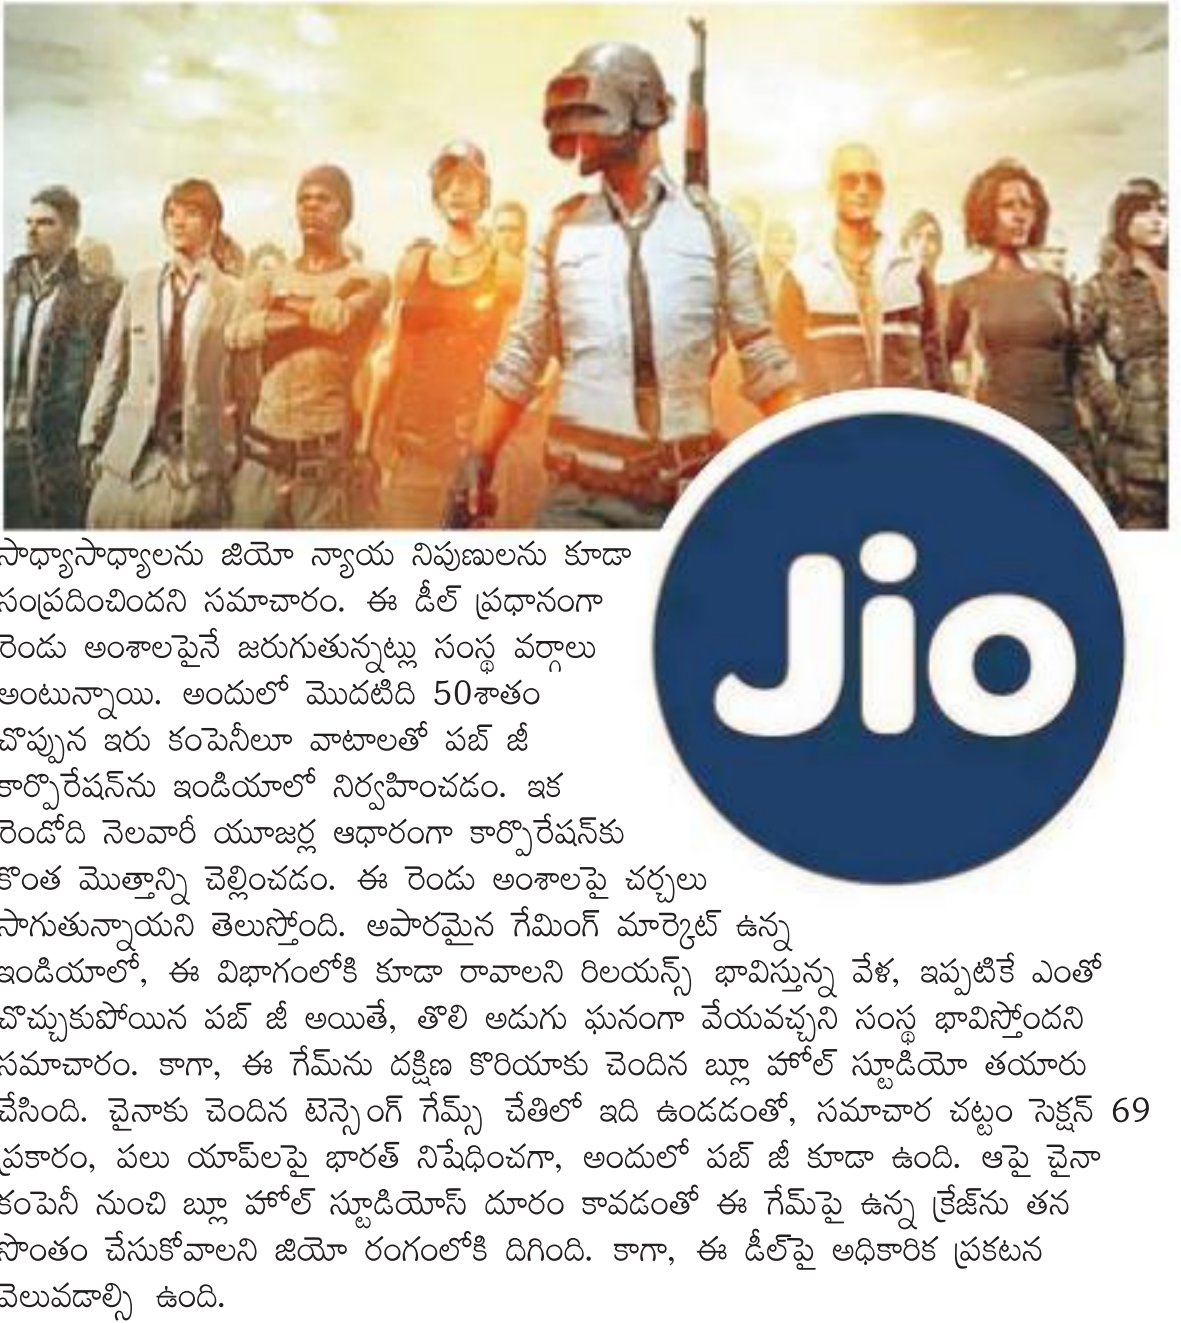 Jio
సాధ్యాసాధ్యాలను జియో న్యాయ నిపుణులను కూడా
సంప్రదించిందని సమాచారం. ఈ డీల్ ప్రధానంగా
రెండు అంశాలపైనే జరుగుతున్నట్లు సంస్థ వర్గాలు
అంటున్నాయి. అందులో మొదటిది 50శాతం
చొప్పున ఇరు కంపెనీలూ వాటాలతో పబ్ జీ
కార్పొరేషన్‌ను ఇండియాలో నిర్వహించడం. ఇక
రెండోది నెలవారీ యూజర్ల ఆధారంగా కార్పొరేషన్‌కు
కొంత మొత్తాన్ని చెల్లించడం. ఈ రెండు అంశాలపై చర్చలు
సాగుతున్నాయని తెలుస్తోంది. అపారమైన గేమింగ్ మార్కెట్ ఉన్న
ఇండియాలో, ఈ విభాగంలోకి కూడా రావాలని రిలయన్స్ భావిస్తున్న వేళ, ఇప్పటికే ఎంతో
చొచ్చుకుపోయిన పబ్ జీ అయితే, తొలి అడుగు ఘనంగా వేయవచ్చని సంస్థ భావిస్తోందని
సమాచారం. కాగా, ఈ గేమ్‌ను దక్షిణ కొరియాకు చెందిన బ్లూ హోల్ స్టూడియో తయారు
చేసింది. చైనాకు చెందిన టెన్సెంగ్ గేమ్స్ చేతిలో ఇది ఉండడంతో, సమాచార చట్టం సెక్షన్ 69
ప్రకారం, పలు యాప్‌లపై భారత్ నిషేధించగా, అందులో పబ్ జీ కూడా ఉంది. ఆపై చైనా
కంపెనీ నుంచి బ్లూ హోల్ స్టూడియోస్ దూరం కావడంతో ఈ గేమ్‌పై ఉన్న క్రేజ్‌ను తన
సొంతం చేసుకోవాలని జియో రంగంలోకి దిగింది. కాగా, ఈ డీల్‌పై అధికారిక ప్రకటన
వెలువడాల్సి ఉంది.